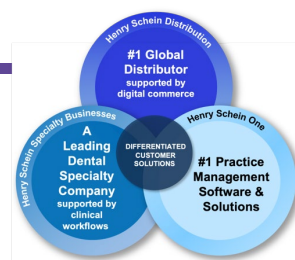 Henry Schein Distribution
#1 Global
Distributor
supported by
digital commerce
Henry Schein Specialty Businesses
A
Leading
Dental
Specialty
Company
supported by
clinical
workflows
DIFFERENTIATED
CUSTOMER
SOLUTIONS
Henry Schein One
#1 Practice
Management
Software &
Solutions